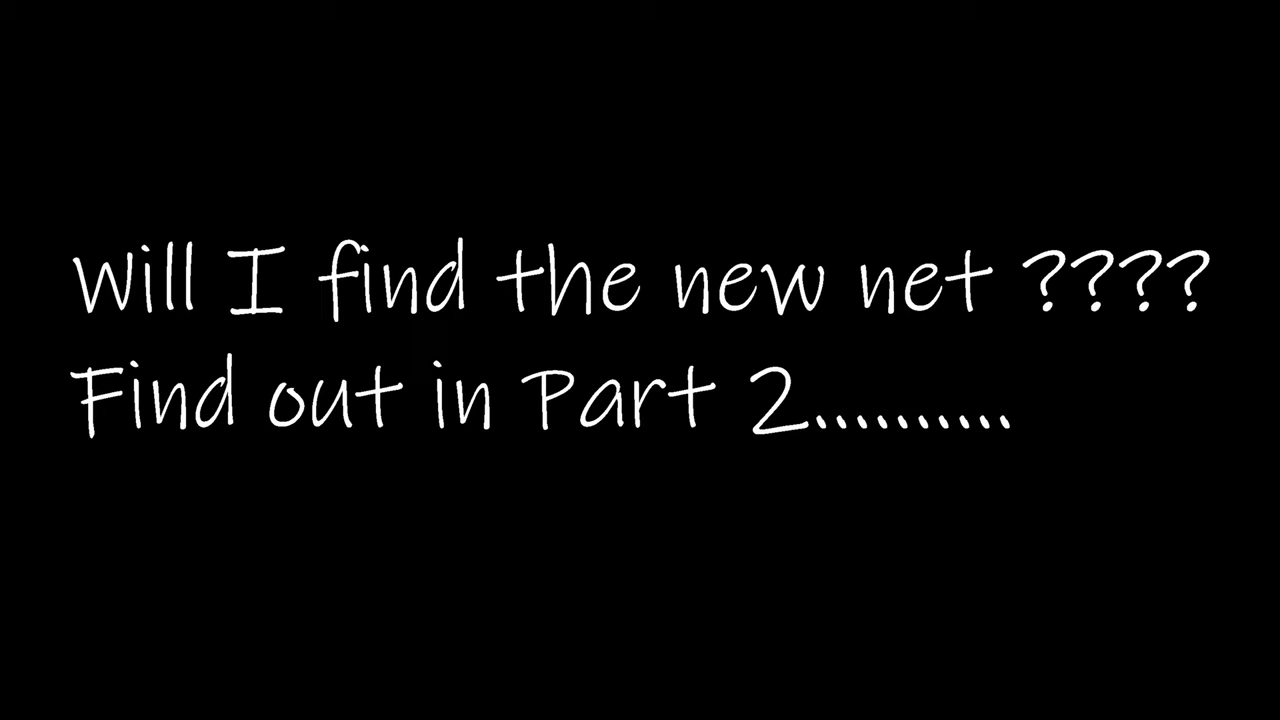 Will I find the new net ????
Find out in Part 2..........